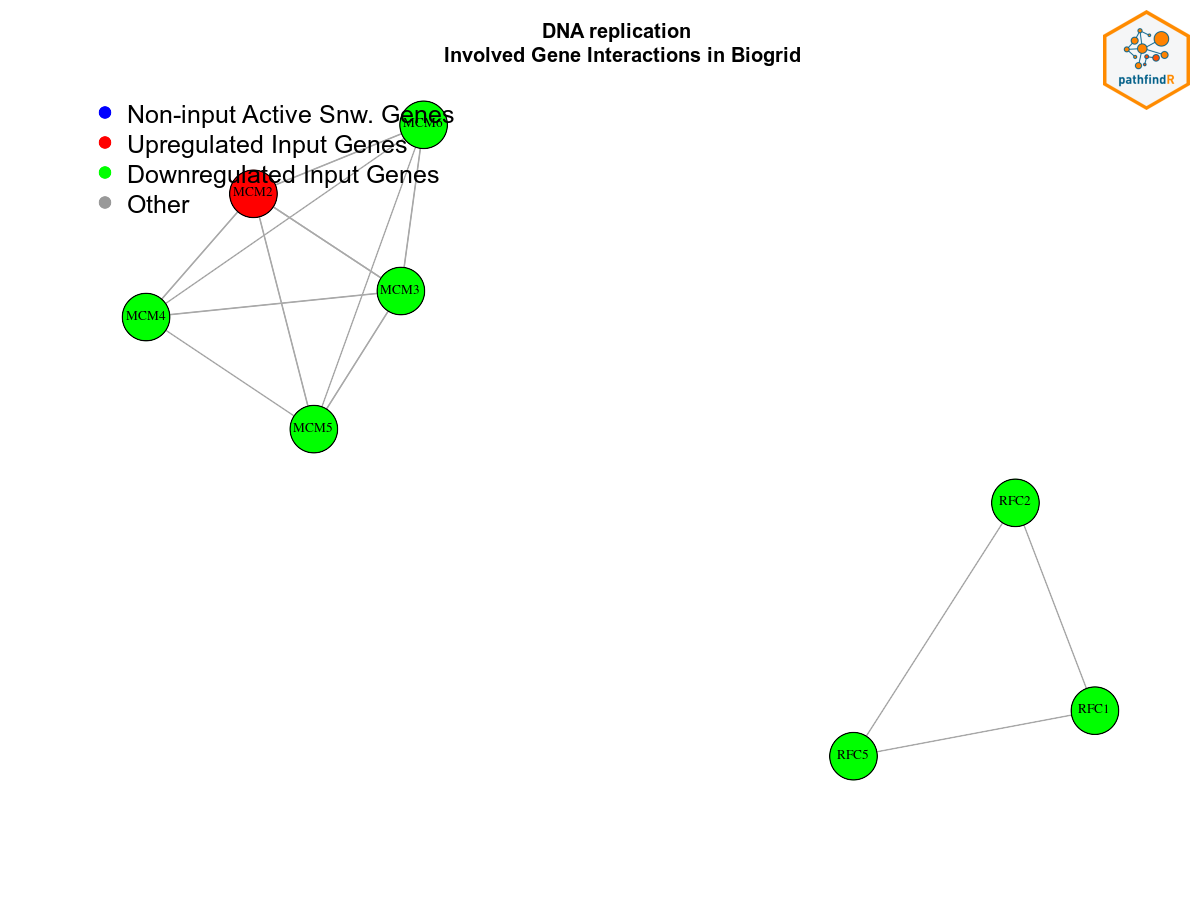 DNA replication
Involved Gene Interactions in Biogrid
pathfindR
Non-input Active Snw. Genes
MCM6
Upregulated Input Genes
Downregulated Input Genes
MCM2
Other
MCM3
MCM4
MCM5
RFC2
RFC1
RFC5